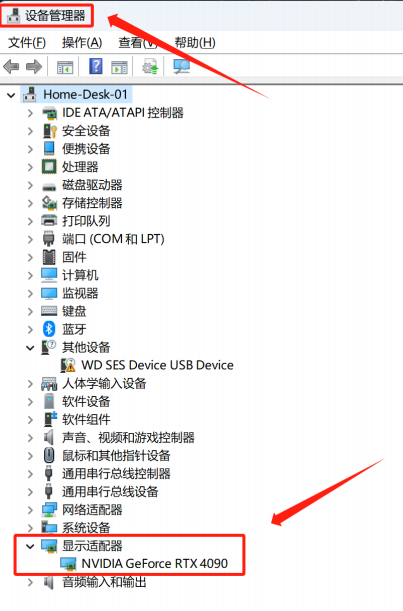 设备管理器
文件(F) 操作(A) 查看(V) 帮助(H)
Home-Desk-01
IDE ATA/ATAPI 控制器
安全设备
便携设备
处理器
磁盘驱动器
存储控制器
打印队列
端口 (COM 和 LPT)
固件
计算机
监视器
键盘
蓝牙
其他设备
WD SES Device USB Device
人体学输入设备
软件设备
软件组件
声音、视频和游戏控制器
鼠标和其他指针设备
通用串行总线控制器
通用串行总线设备
网络适配器
系统设备
显示适配器
NVIDIA GeForce RTX 4090
音频输入和输出